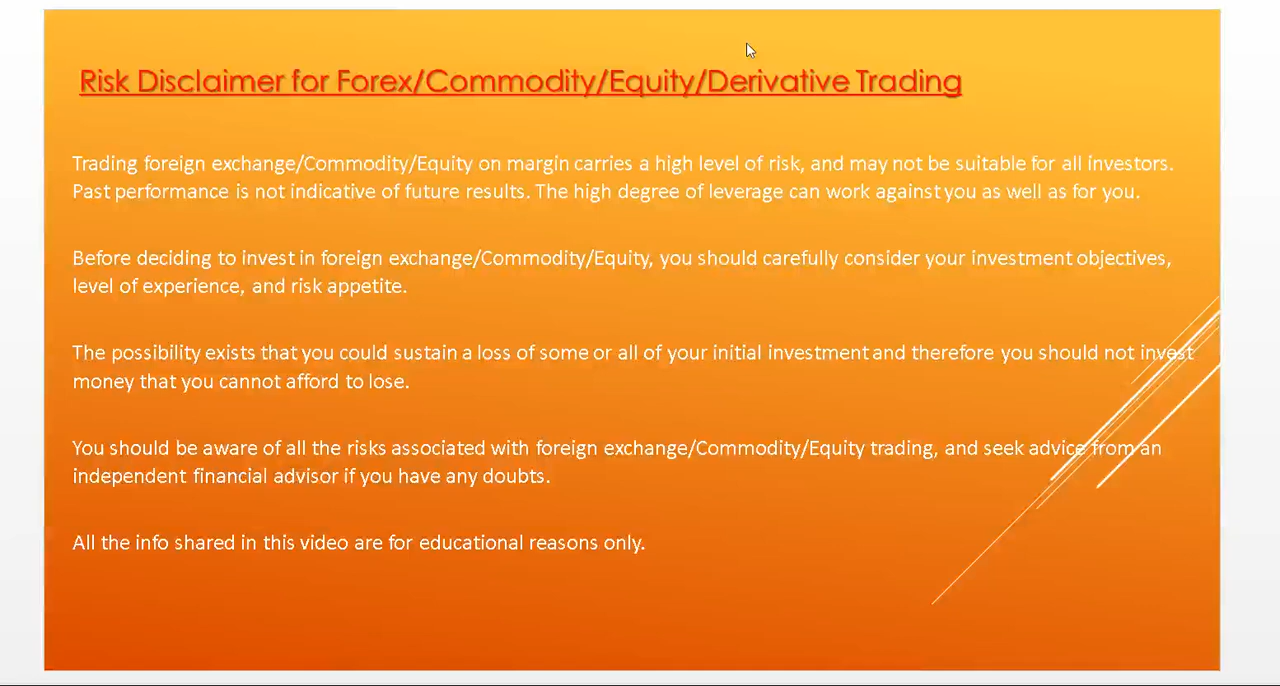 Risk Disclaimer for Forex/Commodity/Equity/Derivative Trading
Trading foreign exchange/Commodity/Equity on margin carries a high level of risk, and may not be suitable for all investors.
Past performance is not indicative of future results. The high degree of leverage can work against you as well as for you.
Before deciding to invest in foreign exchange/Commodity/Equity, you should carefully consider your investment objectives,
level of experience, and risk appetite.
The possibility exists that you could sustain a loss of some or all of your initial investment and therefore you should not invest
money that you cannot afford to lose.
You should be aware of all the risks associated with foreign exchange/Commodity/Equity trading, and seek advice from an
independent financial advisor if you have any doubts.
All the info shared in this video are for educational reasons only.